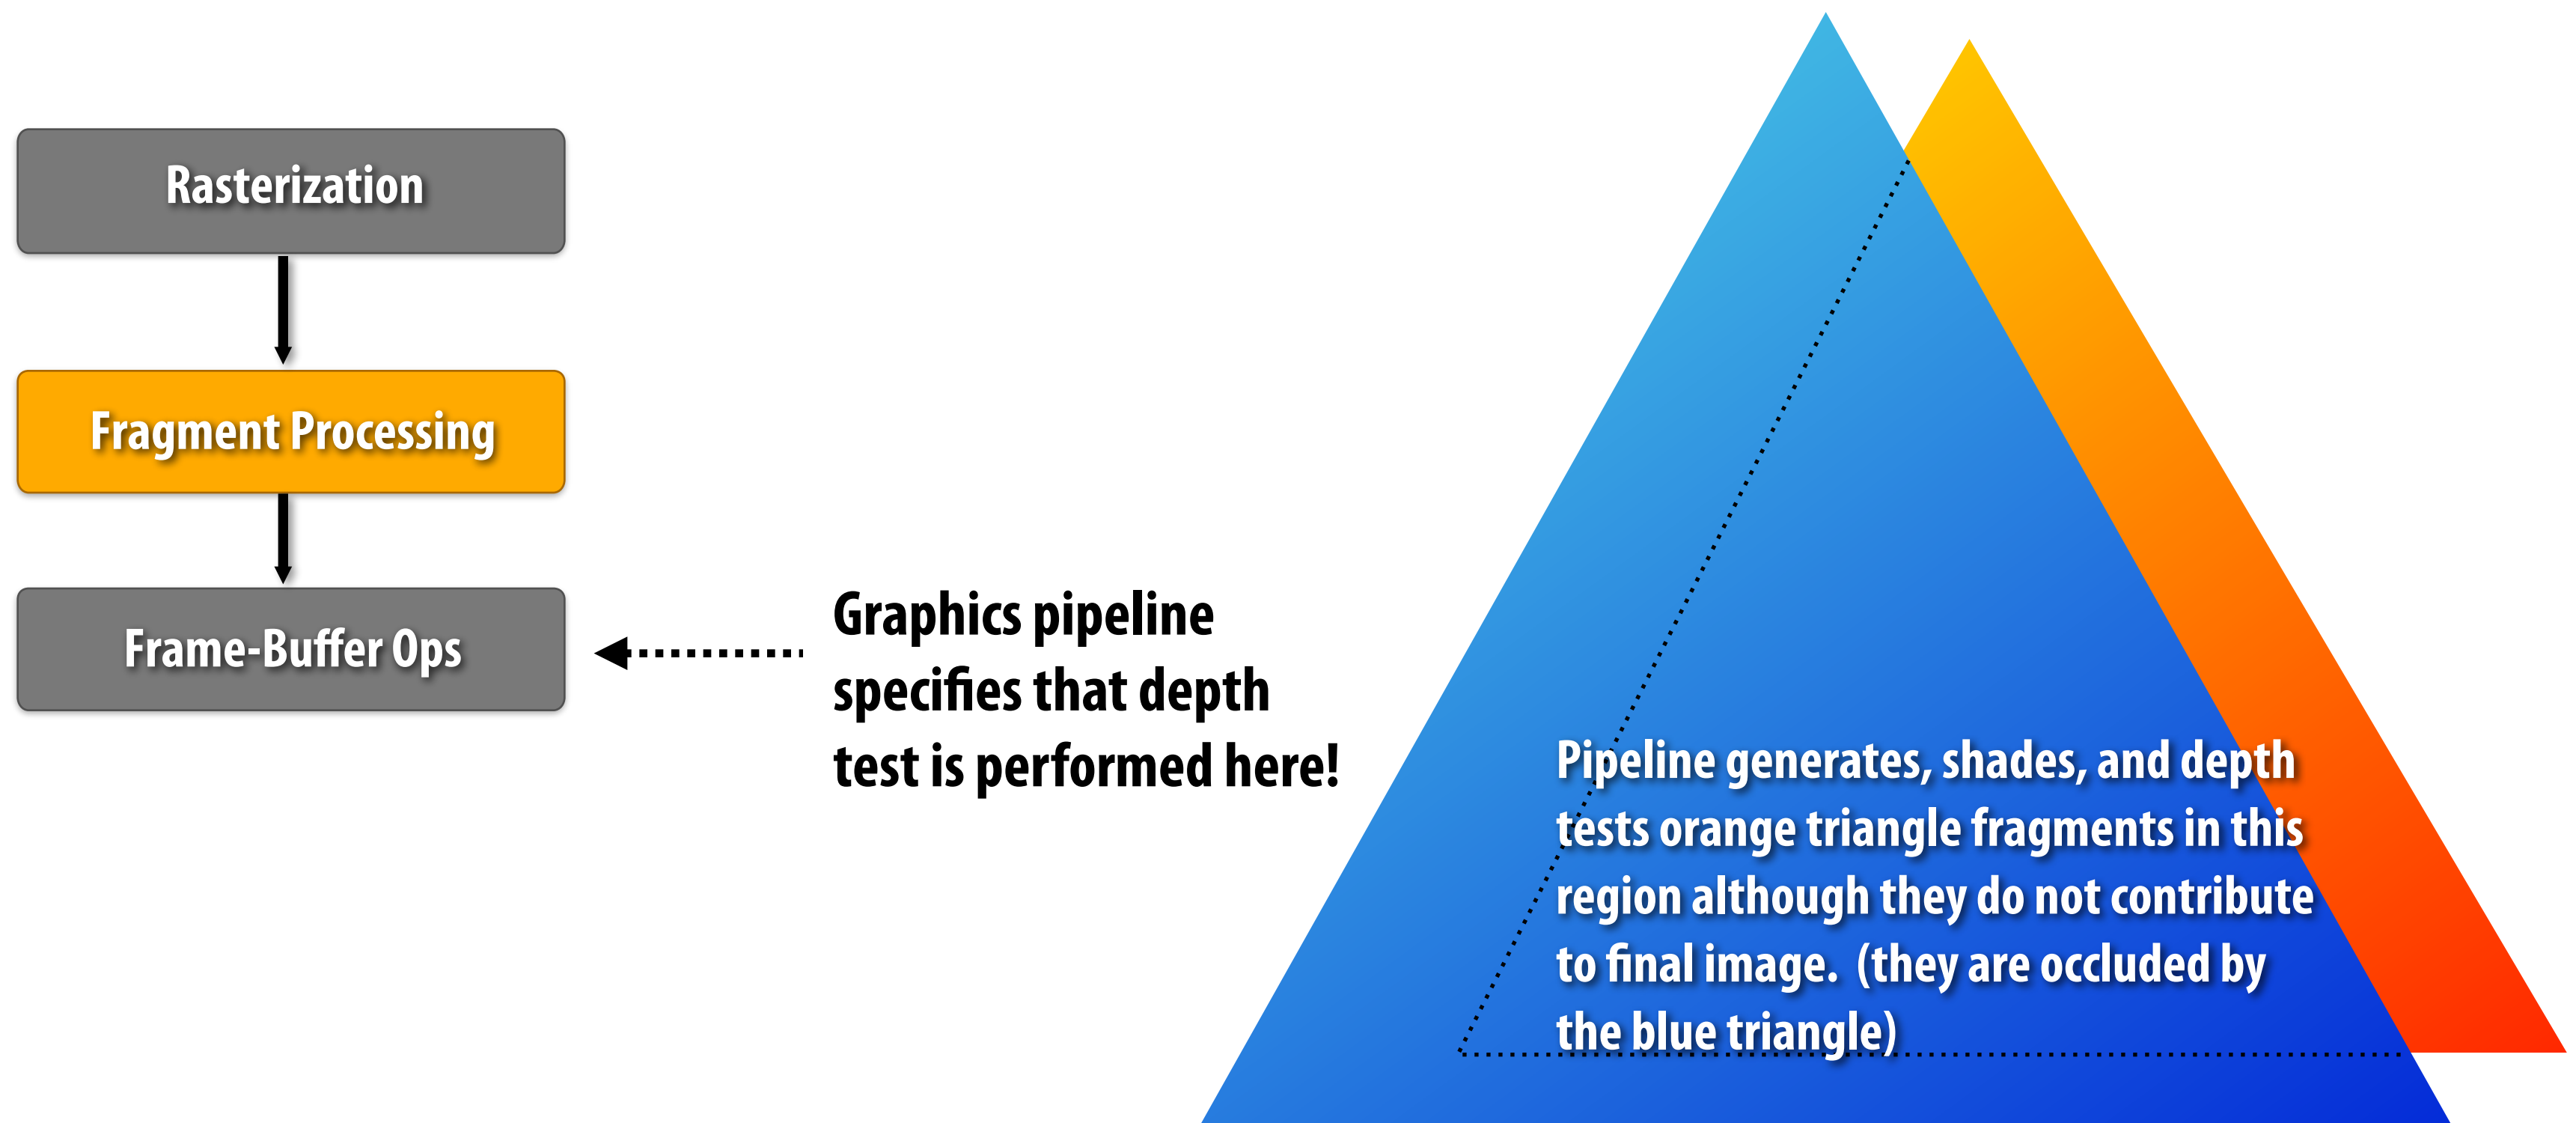 Rasterization
Fragment Processing
Frame-Buffer Ops
Graphics pipeline
specifies that depth
test is performed here!
Pipeline generates, shades, and depth
tests orange triangle fragments in this
region although they do not contribute
to final image.  (they are occluded by
the blue triangle)